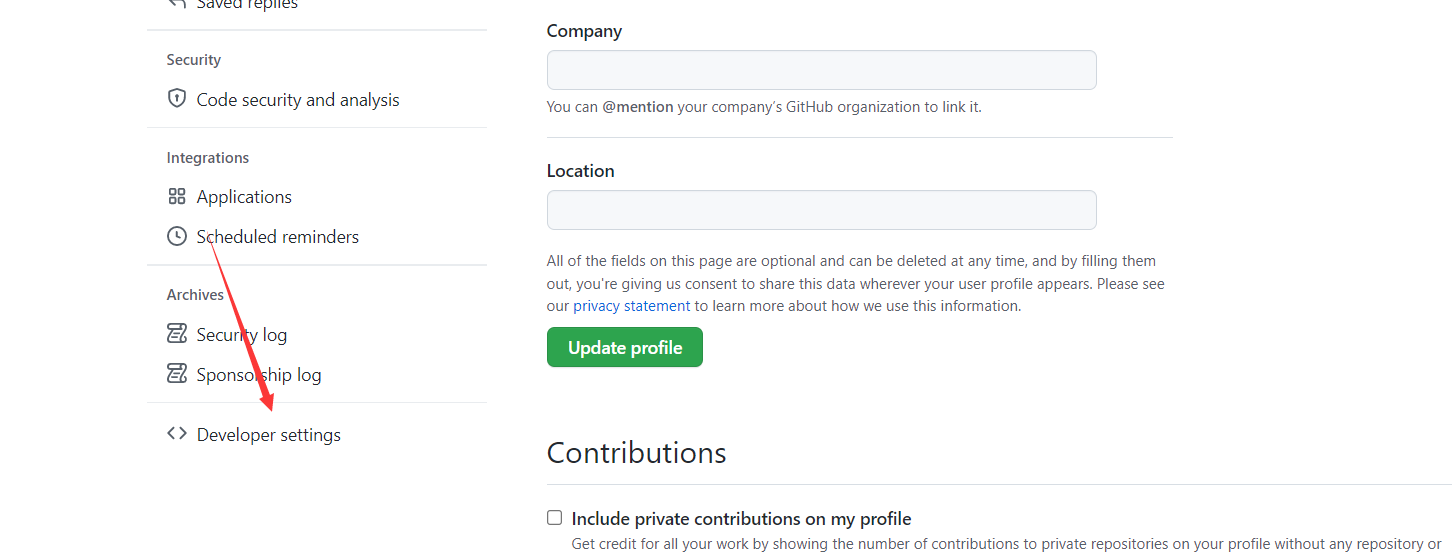 Saved replies
Security
Code security and analysis
Integrations
Applications
Scheduled reminders
Archives
Security log
Sponsorship log
Developer settings
Company
You can @mention your company’s GitHub organization to link it.
Location
All of the fields on this page are optional and can be deleted at any time, and by filling them
out, you're giving us consent to share this data wherever your user profile appears. Please see
our privacy statement to learn more about how we use this information.
Update profile
Contributions
Include private contributions on my profile
Get credit for all your work by showing the number of contributions to private repositories on your profile without any repository or